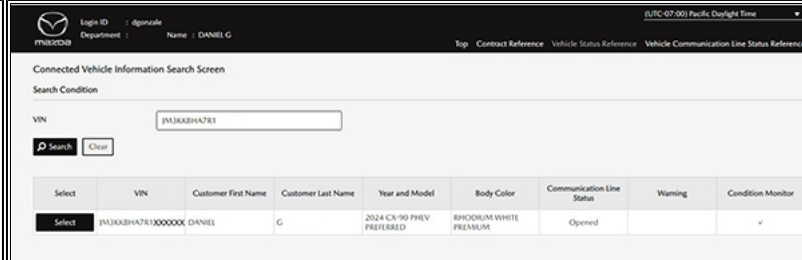 (UTC-07:00) Pacific Daylight Time
Login ID : dgonzale
Department : Name : DANIEL G
mazda
Top Contract Reference Vehicle Status Reference Vehicle Communication Line Status Reference
Connected Vehicle Information Search Screen
Search Condition
VIN JM3KKBHA7R1
Search Clear
Select VIN Customer First Name Customer Last Name Year and Model Body Color Communication Line Status Warning Condition Monitor
Select JM3KKBHA7R1XXXXXX DANIEL G 2024 CX-90 PHEV PREFERRED RHODIUM WHITE PREMIUM Opened ✓